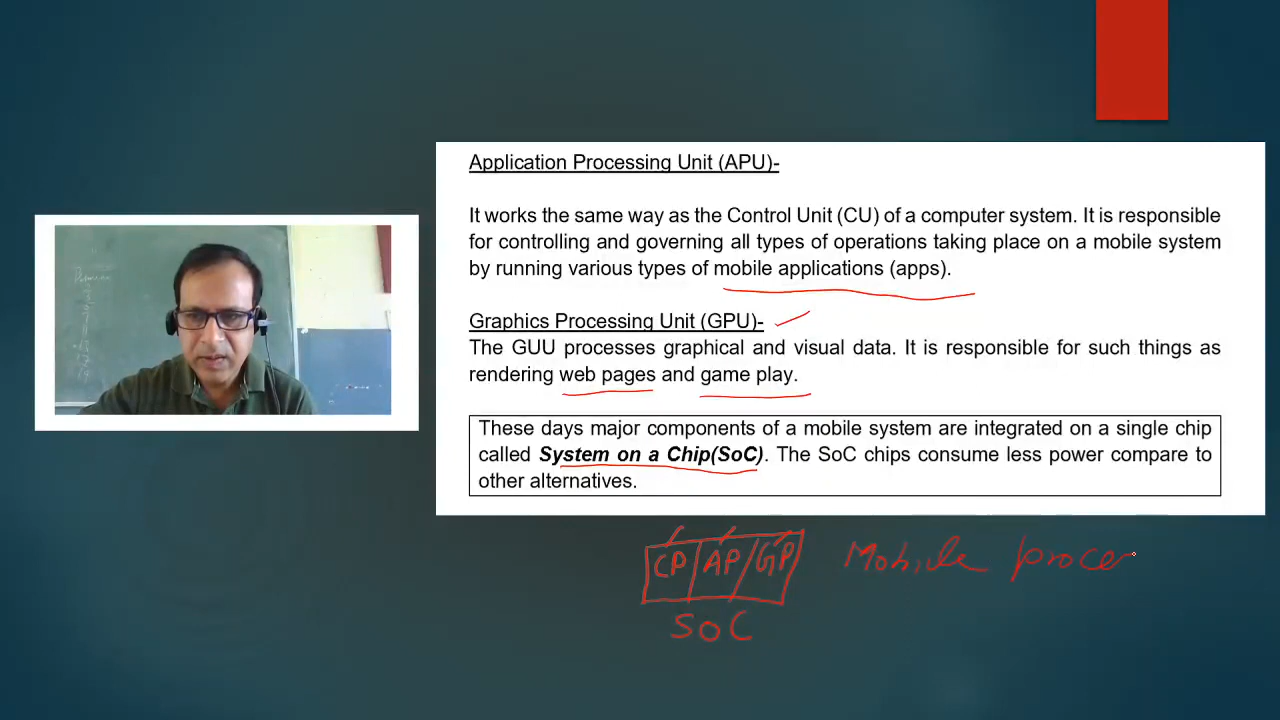 Application Processing Unit (APU)-
It works the same way as the Control Unit (CU) of a computer system. It is responsible
for controlling and governing all types of operations taking place on a mobile system
by running various types of mobile applications (apps).
Graphics Processing Unit (GPU)-
The GUU processes graphical and visual data. It is responsible for such things as
rendering web pages and game play.
These days major components of a mobile system are integrated on a single chip
called System on a Chip(SoC). The SoC chips consume less power compare to
other alternatives.
CP AP GP Mobile proce
SOC